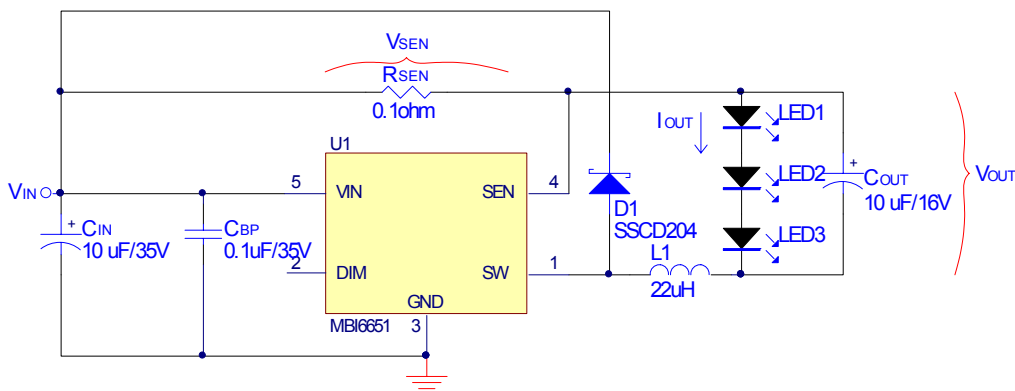 VSEN
RSEN
0.1ohm
U1
VIN
5
VIN
SEN
4
IOUT
LED1
LED2
LED3
COUT
10 uF/16V
VOUT
D1
SSCD204
CIN
10 uF/35V
CBP
0.1uF/35V
2
DIM
SW
1
L1
22uH
GND
MBI6651
3